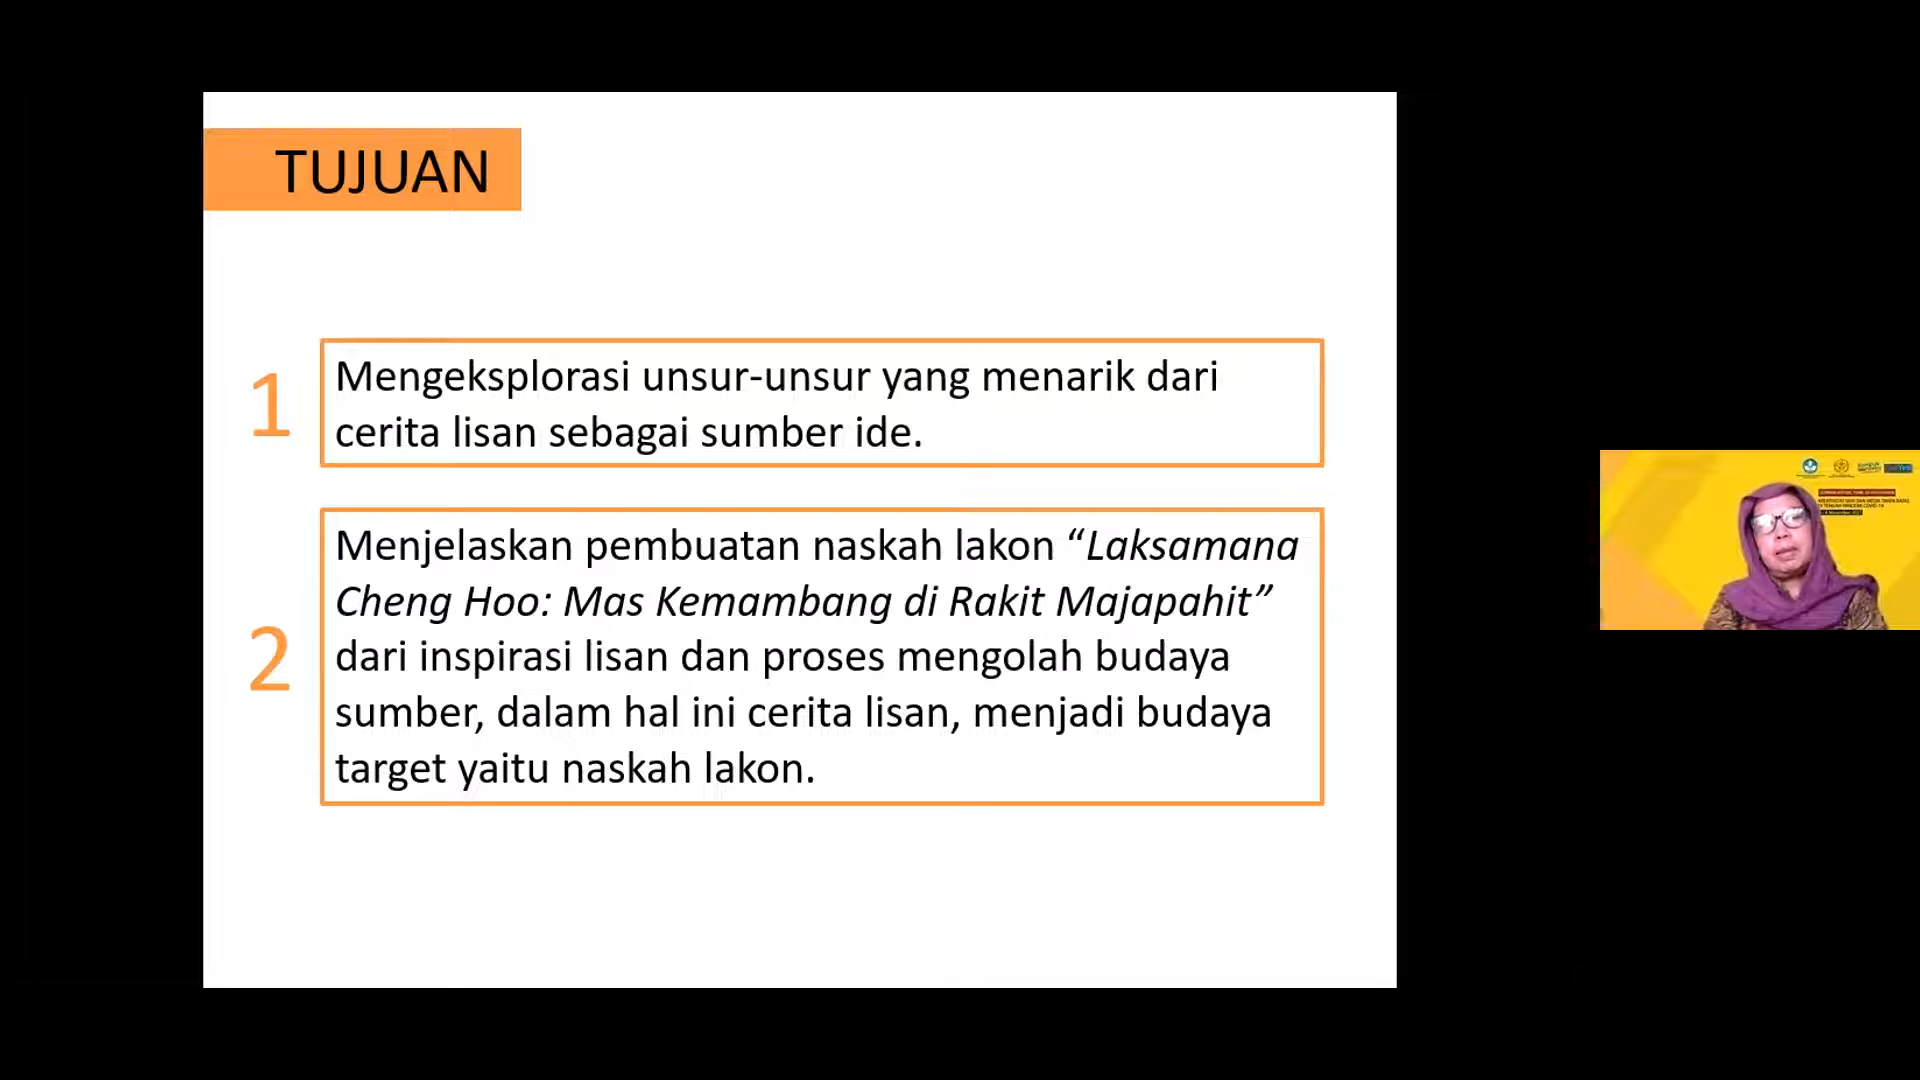 TUJUAN
1
Mengeksplorasi unsur-unsur yang menarik dari
cerita lisan sebagai sumber ide.
2
Menjelaskan pembuatan naskah lakon “Laksamana
Cheng Hoo: Mas Kemambang di Rakit Majapahit”
dari inspirasi lisan dan proses mengolah budaya
sumber, dalam hal ini cerita lisan, menjadi budaya
target yaitu naskah lakon.